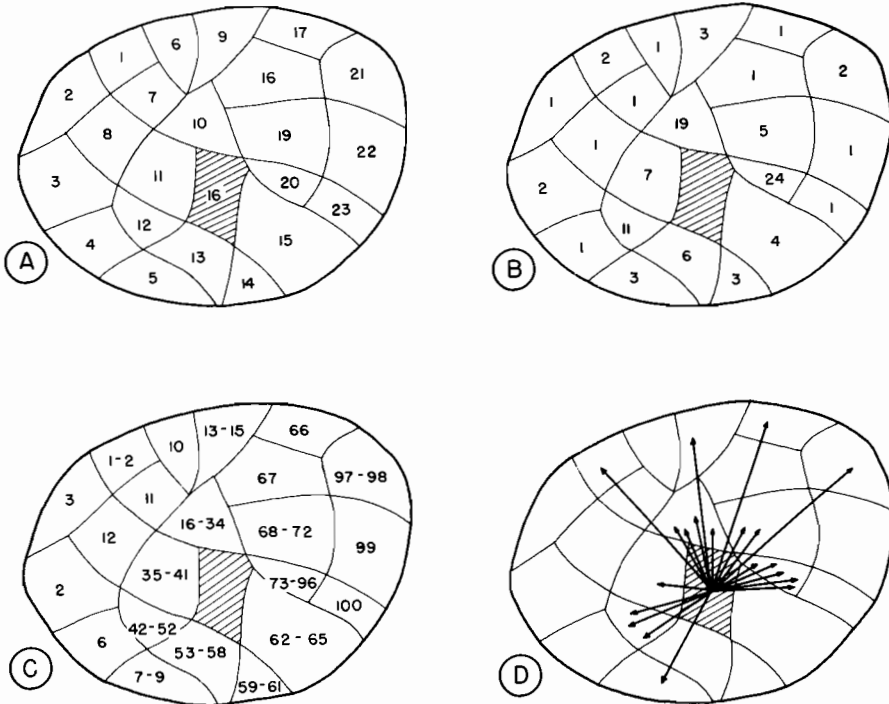 1 6 9 17
2 7 16 21
8 10 19 22
3 11 16 20 23
4 12 13 15
5 14
A
2 1 3 1
1 1 1 2
1 19 5 1
2 7 24 1
1 11 6 4
3 3
B
1-2 10 13-15 66
3 11 67 97-98
12 16-34 68-72 99
2 35-41 73-96 100
6 42-52 53-58 62-65
7-9 59-61
C
D